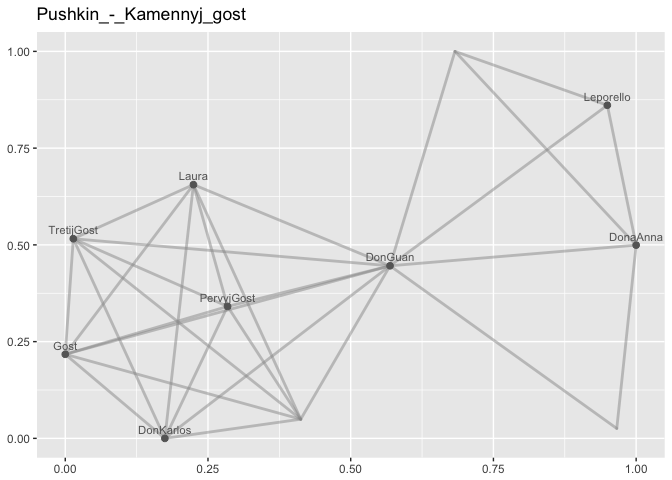 Pushkin_-_Kamennyj_gost
1.00
Leporello
0.75
Laura
TretijGost
0.50
DonaAnna
DonGuan
PervyjGost
Gost
0.25
DonKarlos
0.00
0.00 0.25 0.50 0.75 1.00